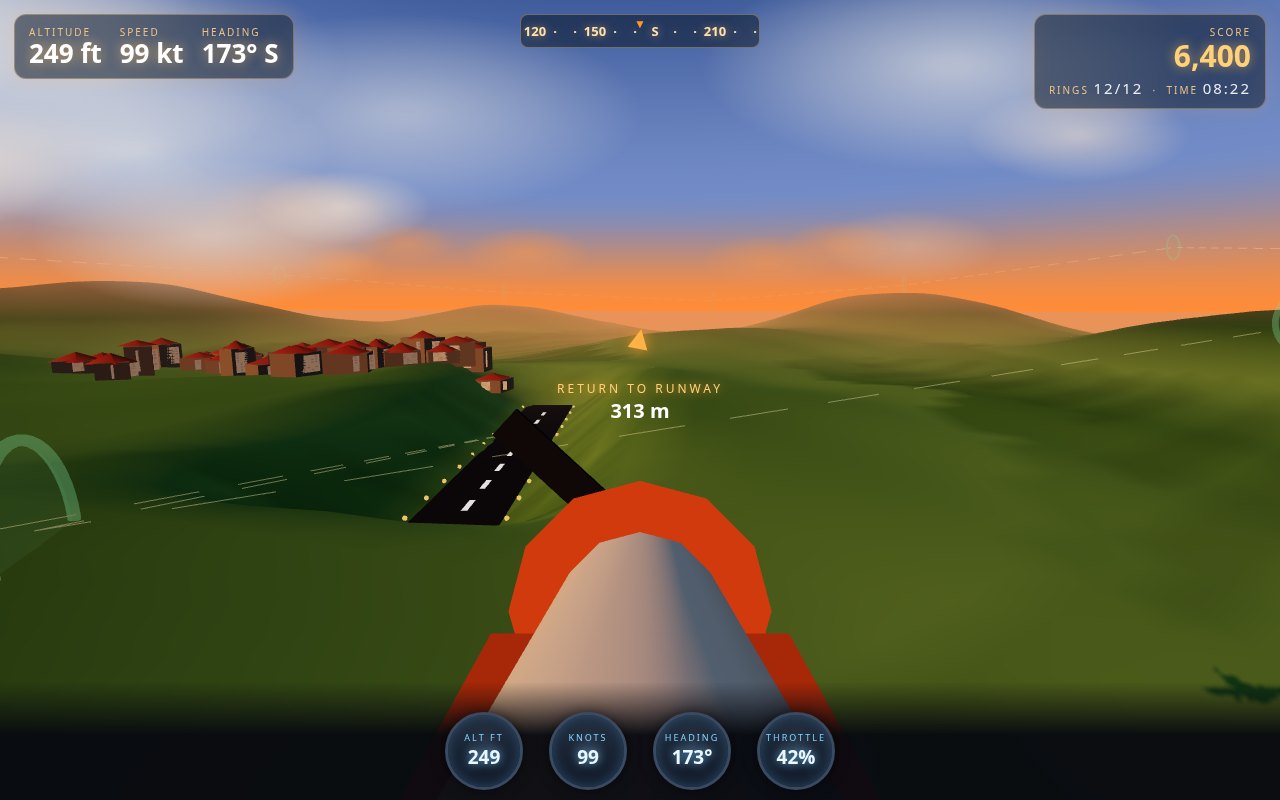 ALTITUDE SPEED HEADING
249 ft 99 kt 173° S
120 · · 150 · · S · · 210 · ·
SCORE
6,400
RINGS 12/12 · TIME 08:22
RETURN TO RUNWAY
313 m
ALT FT
249
KNOTS
99
HEADING
173°
THROTTLE
42%